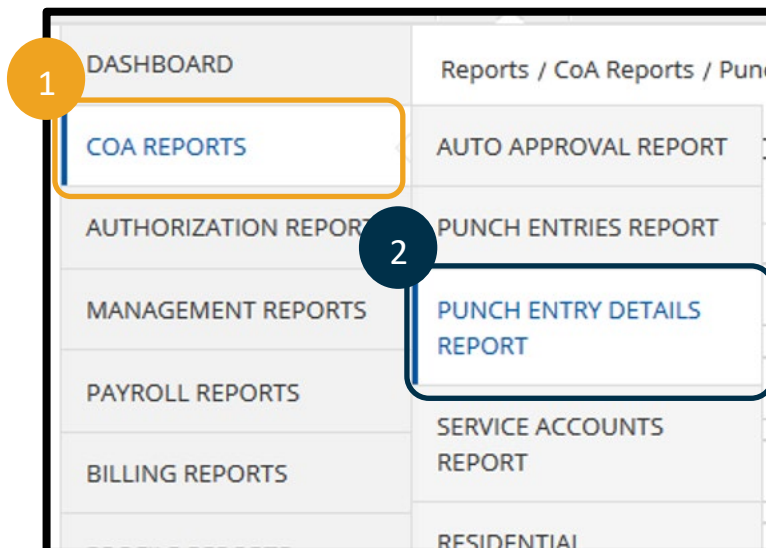 1
DASHBOARD
COA REPORTS
AUTHORIZATION REPORT
MANAGEMENT REPORTS
PAYROLL REPORTS
BILLING REPORTS
Reports / CoA Reports /
AUTO APPROVAL REPORT
PUNCH ENTRIES REPORT
2
PUNCH ENTRY DETAILS
REPORT
SERVICE ACCOUNTS
REPORT
RESIDENTIAL